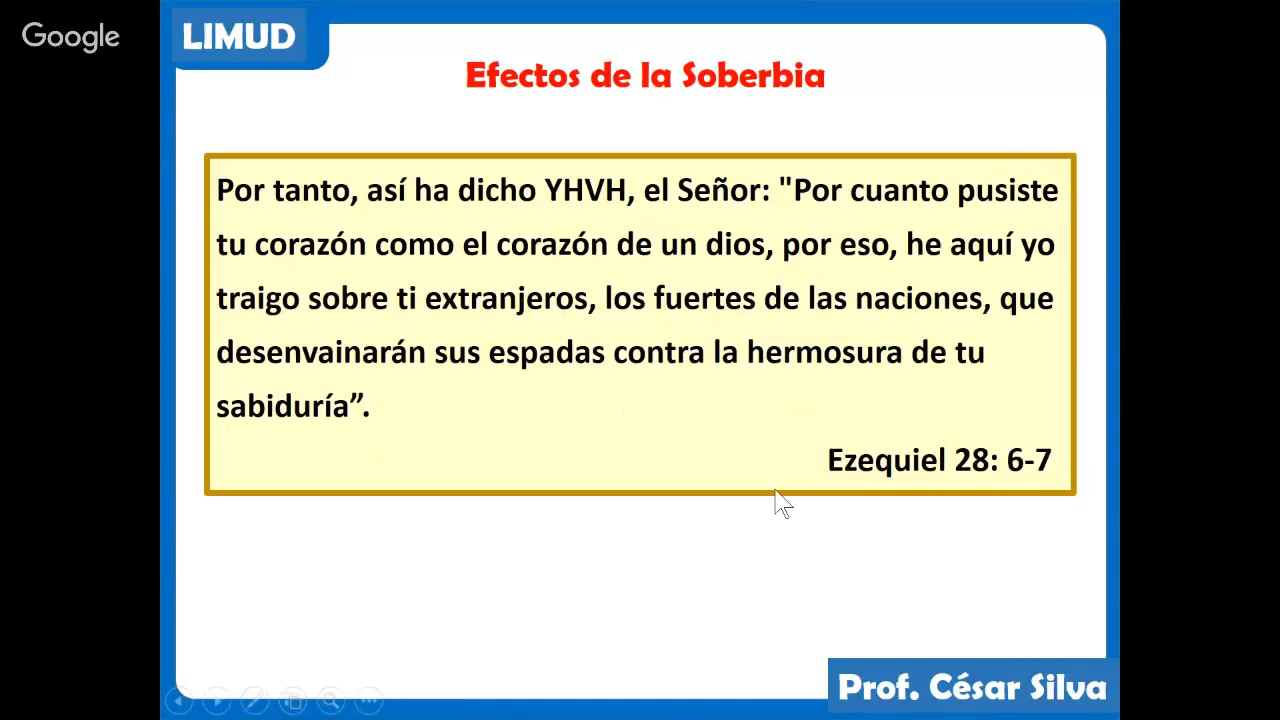 Google
LIMUD
Efectos de la Soberbia
Por tanto, así ha dicho YHVH, el Señor: "Por cuanto pusiste
tu corazón como el corazón de un dios, por eso, he aquí yo
traigo sobre ti extranjeros, los fuertes de las naciones, que
desenvainarán sus espadas contra la hermosura de tu
sabiduría”.
Ezequiel 28: 6-7
Prof. César Silva